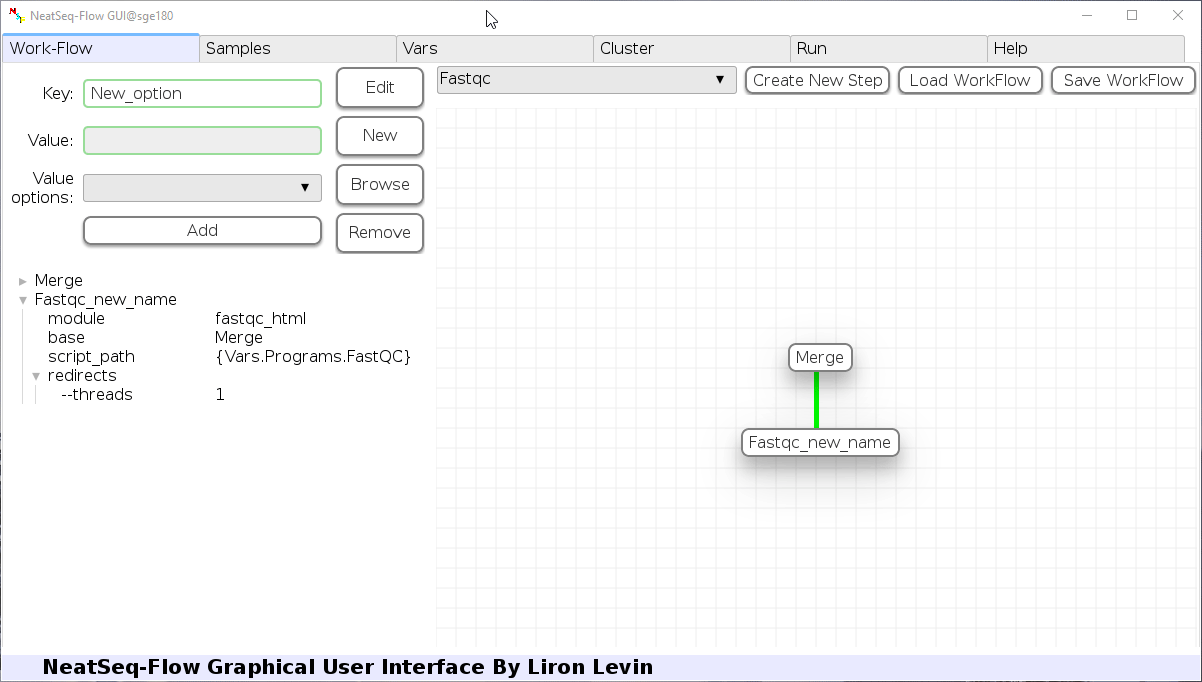 NeatSeq-Flow GUI@sge180
Work-Flow Samples Vars Cluster Run Help
Key: New_option Edit
Fastqc Create New Step Load WorkFlow Save WorkFlow
Value: New
Value options: Browse
Add Remove
Merge
Fastqc_new_name
module fastqc_html
base Merge
script_path {Vars.Programs.FastQC}
redirects
--threads 1
Merge
Fastqc_new_name
NeatSeq-Flow Graphical User Interface By Liron Levin